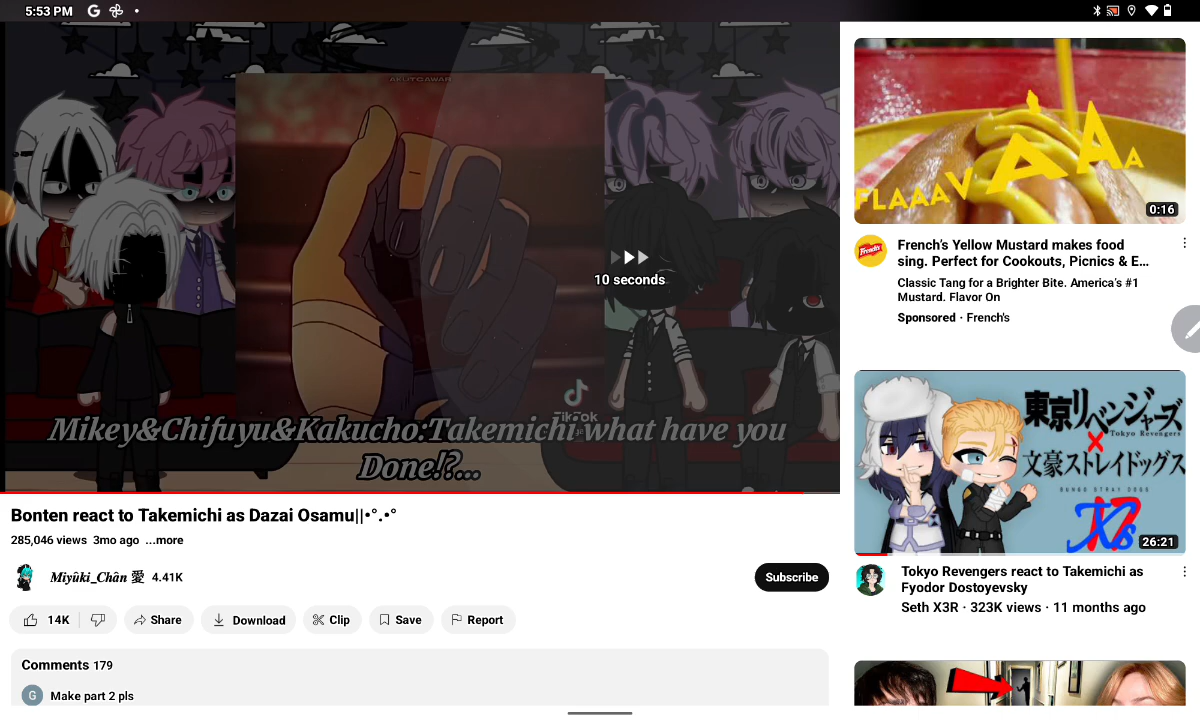 5:53 PM
AKUTGAWAR
10 seconds
TikTok
Mikey&Chifuyu&Kakucho:Takemichi what have you
Done!?...
Bonten react to Takemichi as Dazai Osamu||•°.•°
285,046 views 3mo ago ...more
Miyûki_Chân 愛 4.41K
Subscribe
14K
Share
Download
Clip
Save
Report
Comments 179
G
Make part 2 pls
FLAAAVAAA
0:16
French's
French's Yellow Mustard makes food
sing. Perfect for Cookouts, Picnics & E...
Classic Tang for a Brighter Bite. America's #1
Mustard. Flavor On
Sponsored · French's
東京リベンジャーズ
Tokyo Revengers
×
文豪ストレイドッグス
BUNGO STRAY DOGS
26:21
Tokyo Revengers react to Takemichi as
Fyodor Dostoyevsky
Seth X3R · 323K views · 11 months ago